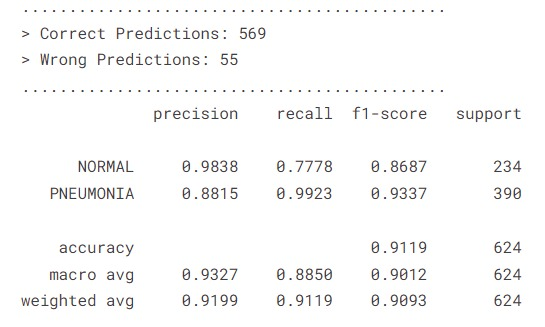 ............................................
> Correct Predictions: 569
> Wrong Predictions: 55
............................................
precision recall f1-score support
NORMAL 0.9838 0.7778 0.8687 234
PNEUMONIA 0.8815 0.9923 0.9337 390
accuracy 0.9119 624
macro avg 0.9327 0.8850 0.9012 624
weighted avg 0.9199 0.9119 0.9093 624